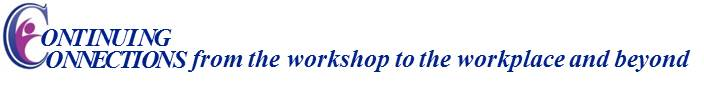 CONTINUING
CONNECTIONS from the workshop to the workplace and beyond